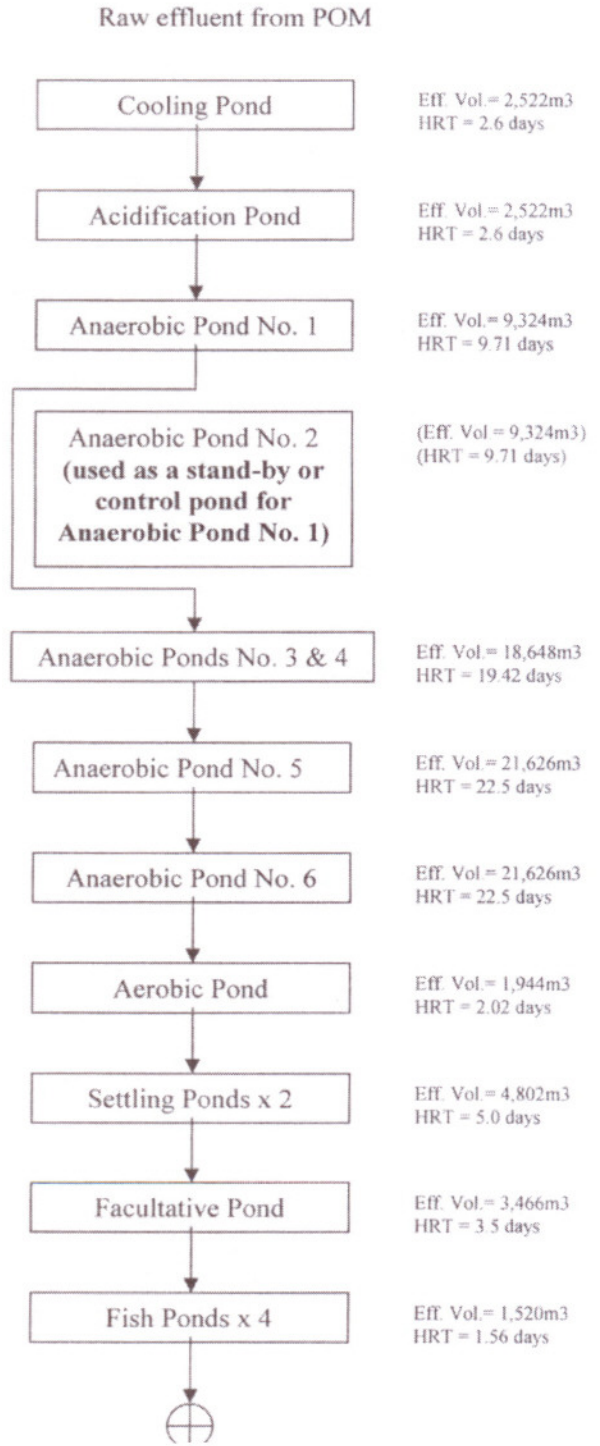 Raw effluent from POM
Cooling Pond
Eff. Vol.= 2,522m3
HRT = 2.6 days
Acidification Pond
Eff. Vol.= 2,522m3
HRT = 2.6 days
Anaerobic Pond No. 1
Eff. Vol.= 9,324m3
HRT = 9.71 days
Anaerobic Pond No. 2
(used as a stand-by or
control pond for
Anaerobic Pond No. 1)
(Eff. Vol = 9,324m3)
(HRT = 9.71 days)
Anaerobic Ponds No. 3 & 4
Eff. Vol.= 18,648m3
HRT = 19.42 days
Anaerobic Pond No. 5
Eff. Vol.= 21,626m3
HRT = 22.5 days
Anaerobic Pond No. 6
Eff. Vol.= 21,626m3
HRT = 22.5 days
Aerobic Pond
Eff. Vol.= 1,944m3
HRT = 2.02 days
Settling Ponds x 2
Eff. Vol.= 4,802m3
HRT = 5.0 days
Facultative Pond
Eff. Vol.= 3,466m3
HRT = 3.5 days
Fish Ponds x 4
Eff. Vol.= 1,520m3
HRT = 1.56 days